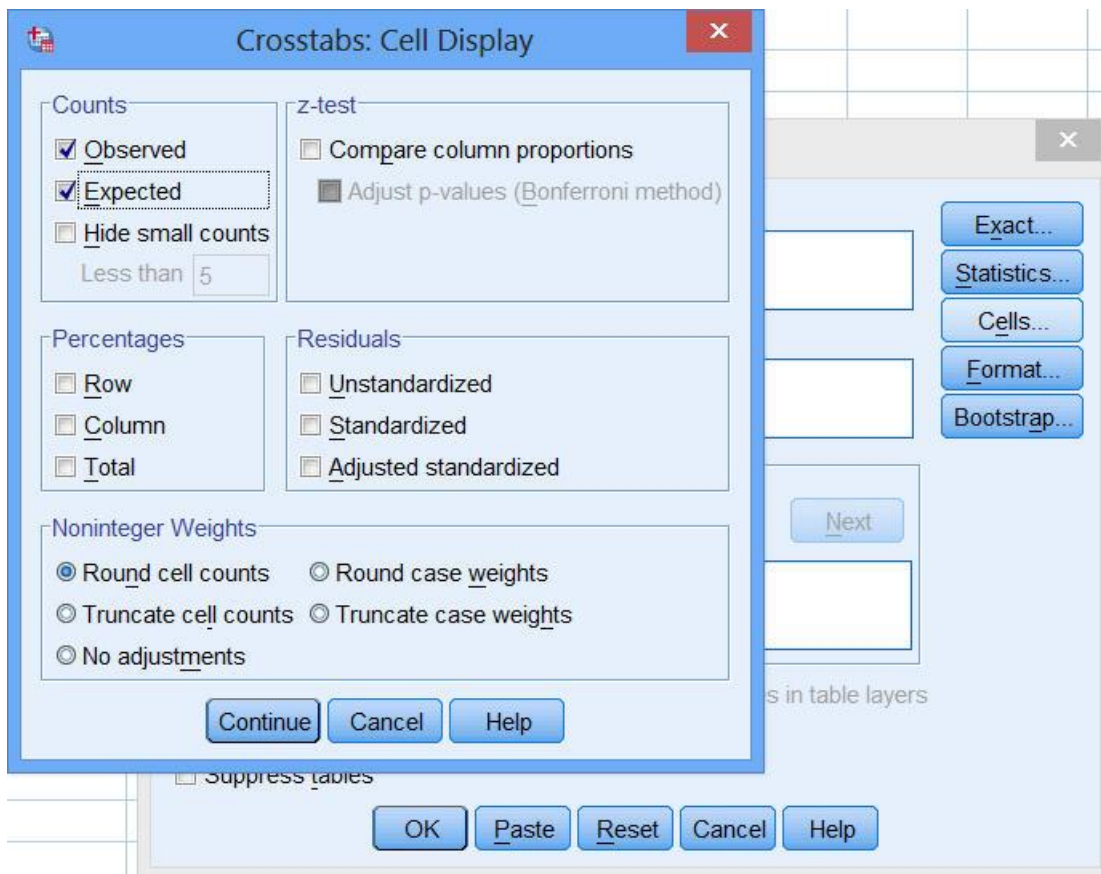 Crosstabs: Cell Display
Counts
Observed
Expected
Hide small counts
Less than 5
z-test
Compare column proportions
Adjust p-values (Bonferroni method)
Percentages
Row
Column
Total
Residuals
Unstandardized
Standardized
Adjusted standardized
Noninteger Weights
Round cell counts Round case weights
Truncate cell counts Truncate case weights
No adjustments
Continue Cancel Help
Exact...
Statistics...
Cells...
Format...
Bootstrap...
Next
s in table layers
Suppress tables
OK Paste Reset Cancel Help